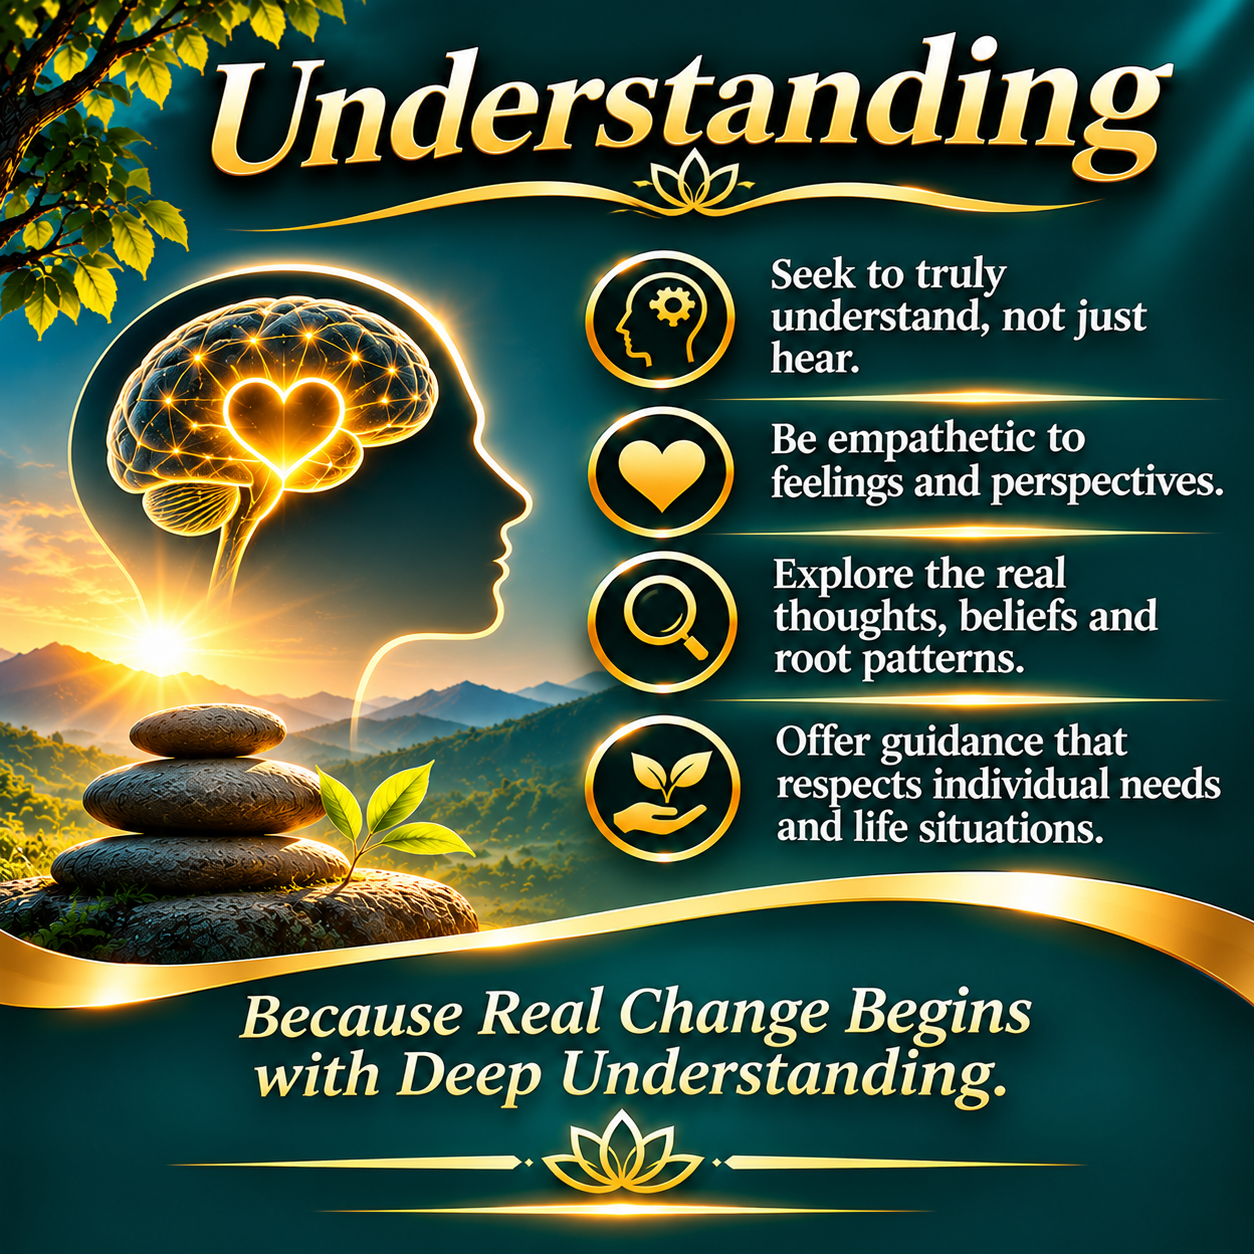 Understanding
Seek to truly
understand, not just
hear.
Be empathetic to
feelings and perspectives.
Explore the real
thoughts, beliefs and
root patterns.
Offer guidance that
respects individual needs
and life situations.
Because Real Change Begins
with Deep Understanding.